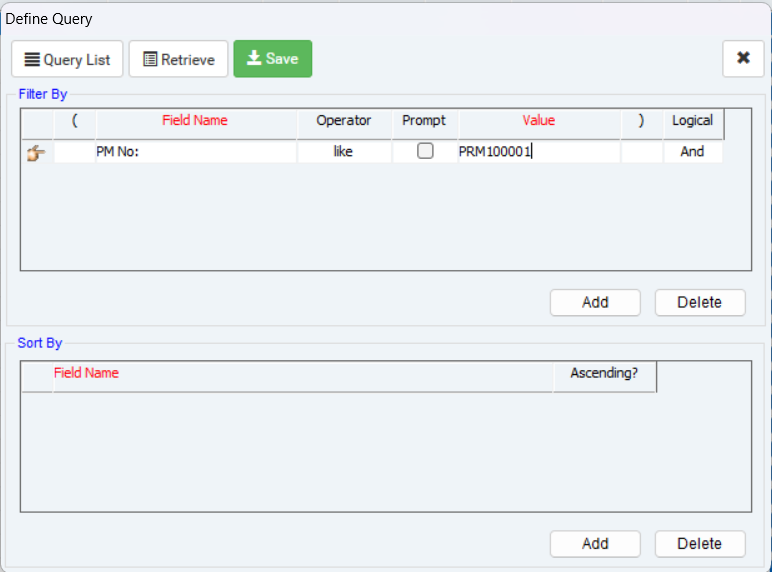 Define Query
Query List Retrieve Save
Filter By
( Field Name Operator Prompt Value ) Logical
PM No: like PRM100001 And
Add Delete
Sort By
Field Name Ascending?
Add Delete